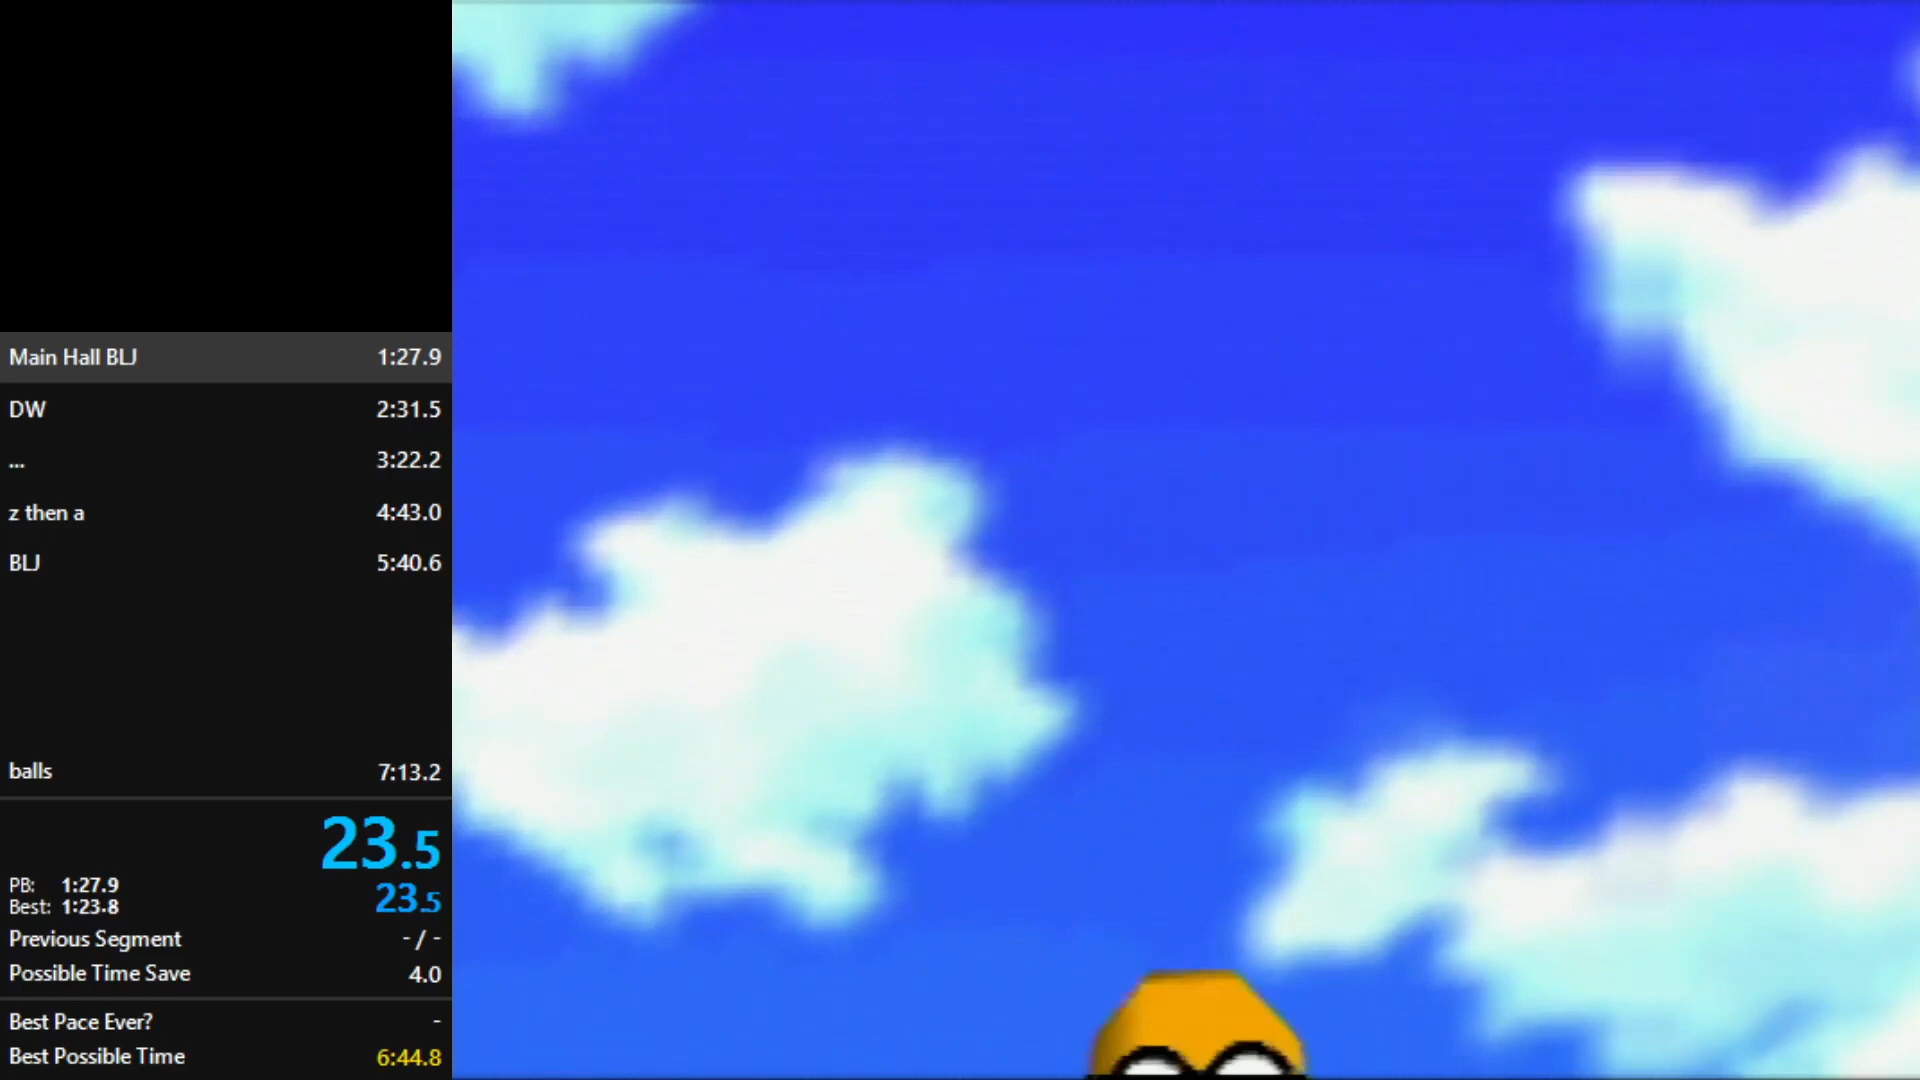 Main Hall BLJ 1:27.9
DW 2:31.5
... 3:22.2
z then a 4:43.0
BLJ 5:40.6
balls 7:13.2
23.5
PB: 1:27.9
Best: 1:23.8
23.5
Previous Segment - / -
Possible Time Save 4.0
Best Pace Ever? -
Best Possible Time 6:44.8